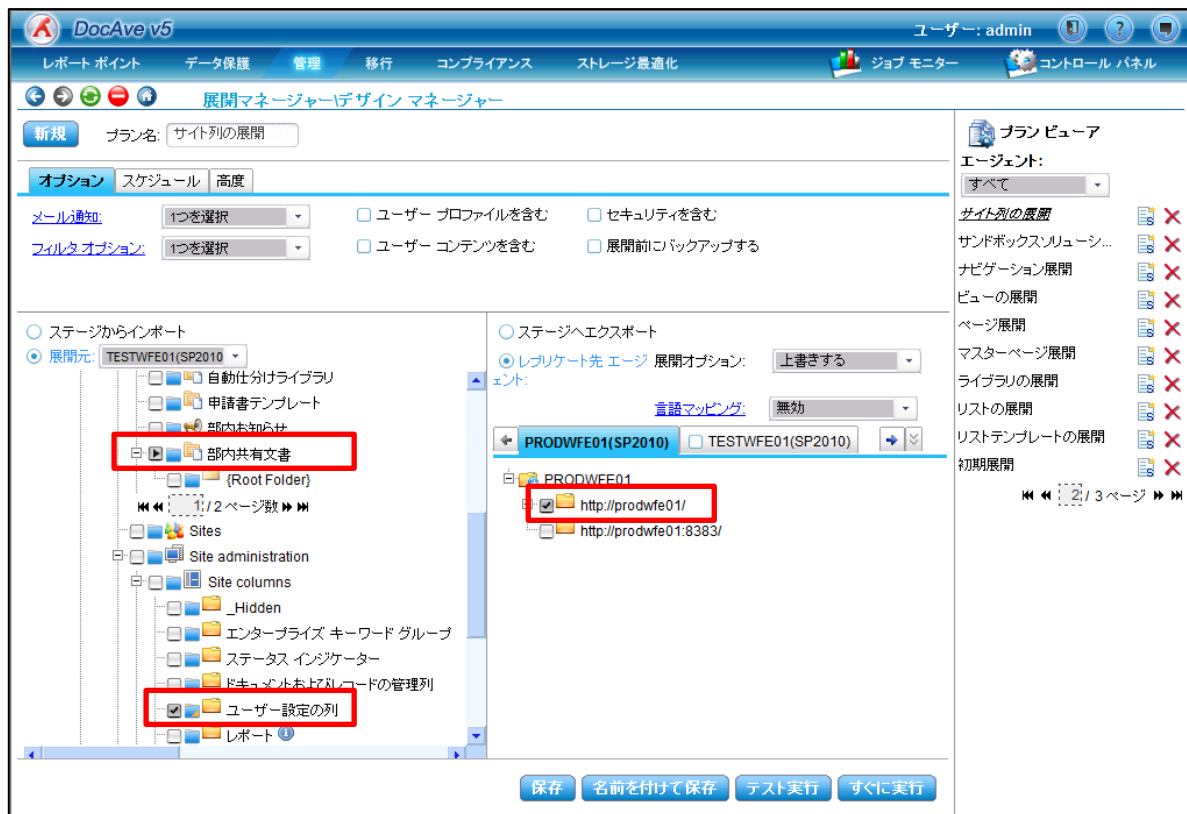 DocAve v5
ユーザー: admin
レポート ポイント データ保護 管理 移行 コンプライアンス ストレージ最適化 ジョブ モニター コントロール パネル
展開マネージャー\デザイン マネージャー
新規 プラン名: サイト列の展開
オプション スケジュール 高度
メール通知: 1つを選択 ユーザー プロファイルを含む セキュリティを含む
フィルタ オプション: 1つを選択 ユーザー コンテンツを含む 展開前にバックアップする
ステージからインポート
展開元: TESTWFE01(SP2010
自動仕分けライブラリ
申請書テンプレート
部内お知らせ
部内共有文書
{Root Folder}
1 / 2 ページ数
Sites
Site administration
Site columns
_Hidden
エンタープライズ キーワード グループ
ステータス インジケーター
ドキュメントおよびレコードの管理列
ユーザー設定の列
レポート
ステージへエクスポート
レプリケート先 エージェント: 展開オプション: 上書きする
言語マッピング: 無効
PRODWFE01(SP2010) TESTWFE01(SP2010)
PRODWFE01
http://prodwfe01/
http://prodwfe01:8383/
保存 名前を付けて保存 テスト実行 すぐに実行
プラン ビューア
エージェント:
すべて
サイト列の展開
サンドボックスソリューシ...
ナビゲーション展開
ビューの展開
ページ展開
マスターページ展開
ライブラリの展開
リストの展開
リストテンプレートの展開
初期展開
2 / 3 ページ